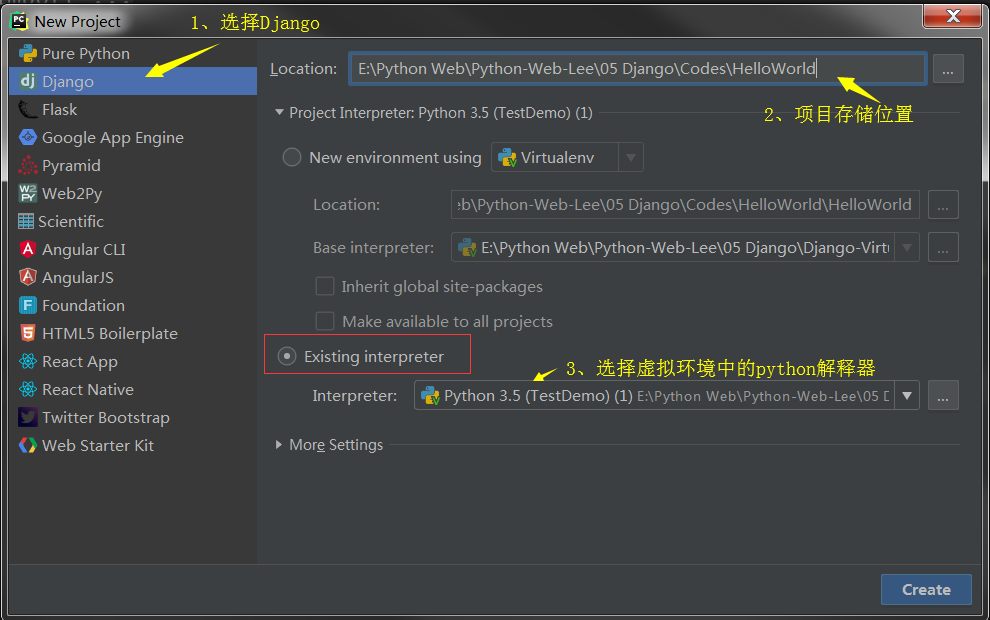 New Project
1、选择Django
Pure Python
Django
Flask
Google App Engine
Pyramid
Web2Py
Scientific
Angular CLI
AngularJS
Foundation
HTML5 Boilerplate
React App
React Native
Twitter Bootstrap
Web Starter Kit
Location: E:\Python Web\Python-Web-Lee\05 Django\Codes\HelloWorld ...
2、项目存储位置
Project Interpreter: Python 3.5 (TestDemo) (1)
New environment using Virtualenv
Location: eb\Python-Web-Lee\05 Django\Codes\HelloWorld\HelloWorld ...
Base interpreter: E:\Python Web\Python-Web-Lee\05 Django\Django-Virtu ...
Inherit global site-packages
Make available to all projects
Existing interpreter
3、选择虚拟环境中的python解释器
Interpreter: Python 3.5 (TestDemo) (1) E:\Python Web\Python-Web-Lee\05 D ...
More Settings
Create